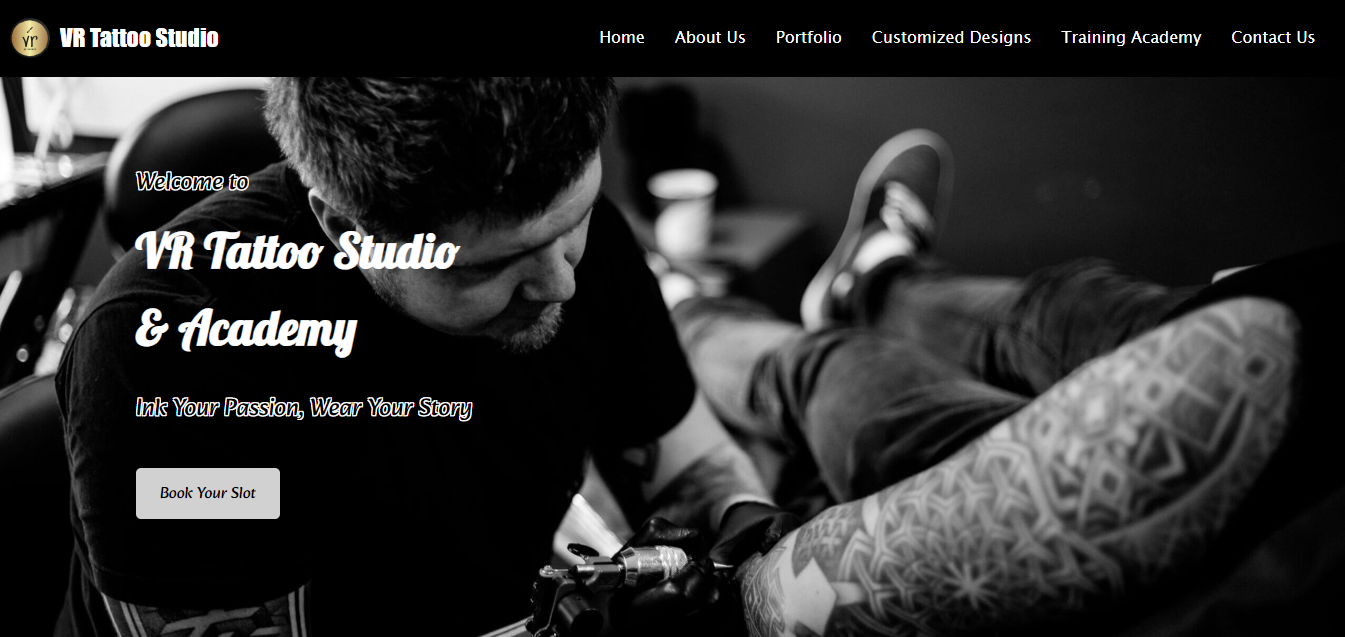 vr
VR Tattoo Studio
Home
About Us
Portfolio
Customized Designs
Training Academy
Contact Us
Welcome to
VR Tattoo Studio
& Academy
Ink Your Passion, Wear Your Story
Book Your Slot